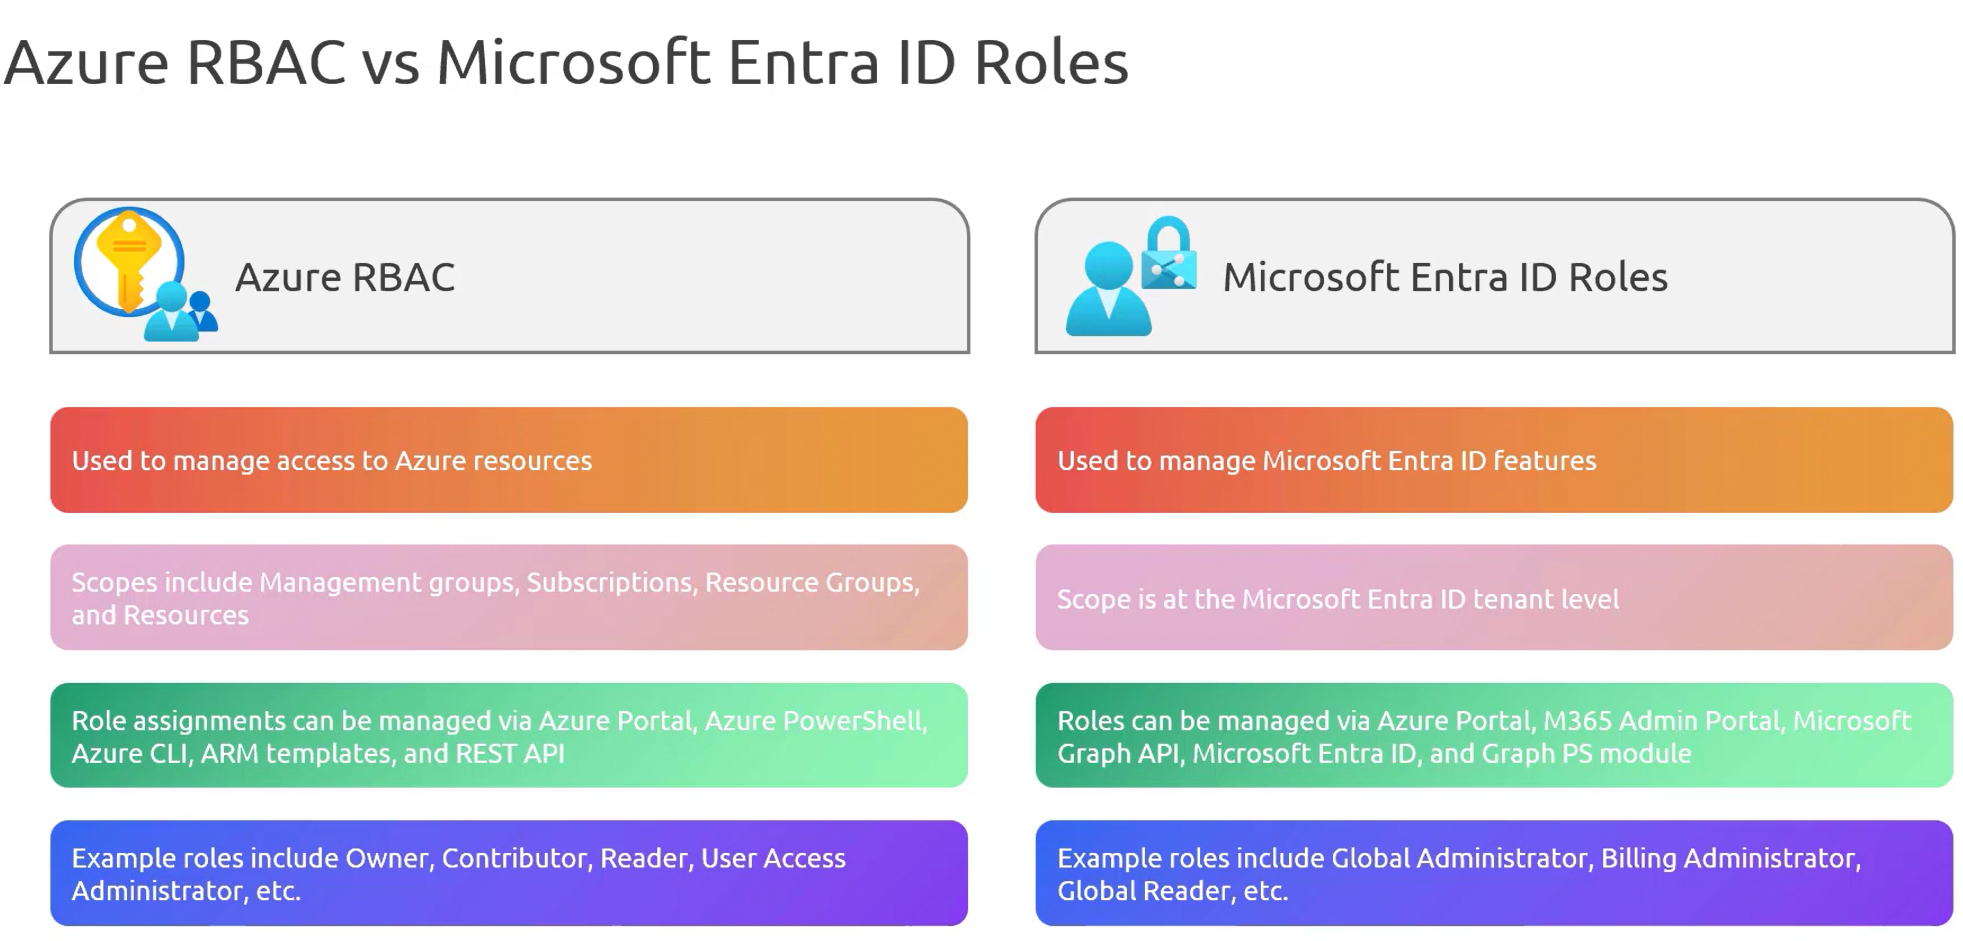 Azure RBAC vs Microsoft Entra ID Roles
Azure RBAC
Used to manage access to Azure resources
Scopes include Management groups, Subscriptions, Resource Groups,
and Resources
Role assignments can be managed via Azure Portal, Azure PowerShell,
Azure CLI, ARM templates, and REST API
Example roles include Owner, Contributor, Reader, User Access
Administrator, etc.
Microsoft Entra ID Roles
Used to manage Microsoft Entra ID features
Scope is at the Microsoft Entra ID tenant level
Roles can be managed via Azure Portal, M365 Admin Portal, Microsoft
Graph API, Microsoft Entra ID, and Graph PS module
Example roles include Global Administrator, Billing Administrator,
Global Reader, etc.